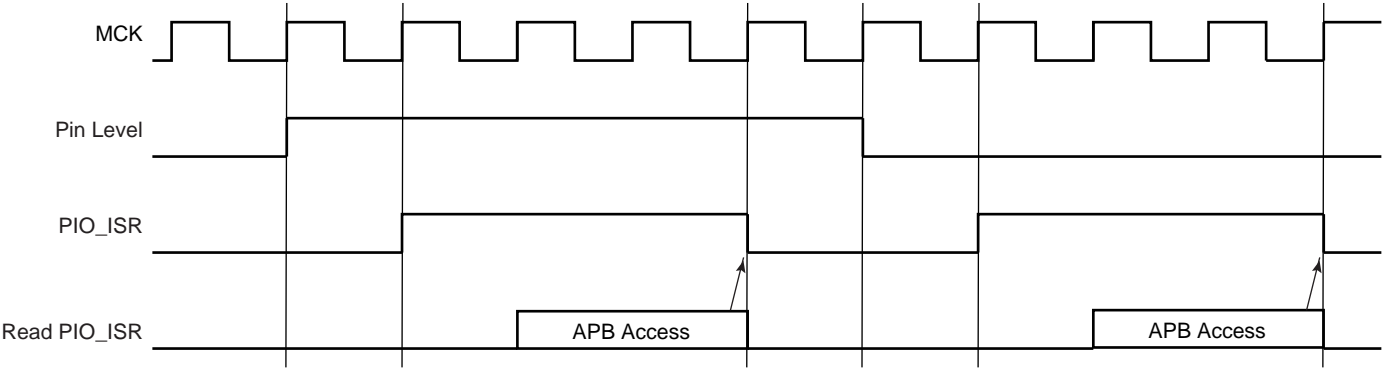 MCK
Pin Level
PIO_ISR
Read PIO_ISR
APB Access
APB Access